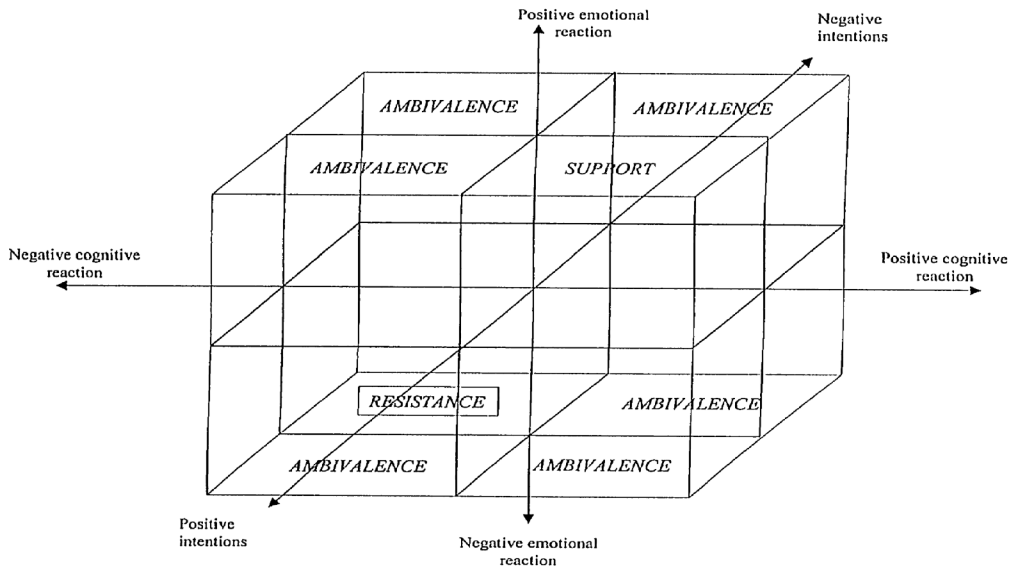 Positive emotional
reaction
Negative
intentions
AMBIVALENCE
AMBIVALENCE
AMBIVALENCE
SUPPORT
Negative cognitive
reaction
Positive cognitive
reaction
RESISTANCE
AMBIVALENCE
AMBIVALENCE
AMBIVALENCE
Positive
intentions
Negative emotional
reaction